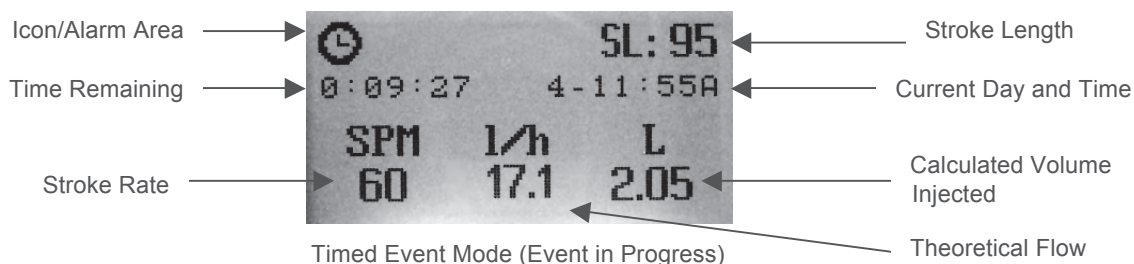 Icon/Alarm Area
SL: 95
Stroke Length
Time Remaining
0:09:27
4-11:55A
Current Day and Time
SPM
l/h
L
Stroke Rate
60
17.1
2.05
Calculated Volume
Injected
Theoretical Flow
Timed Event Mode (Event in Progress)